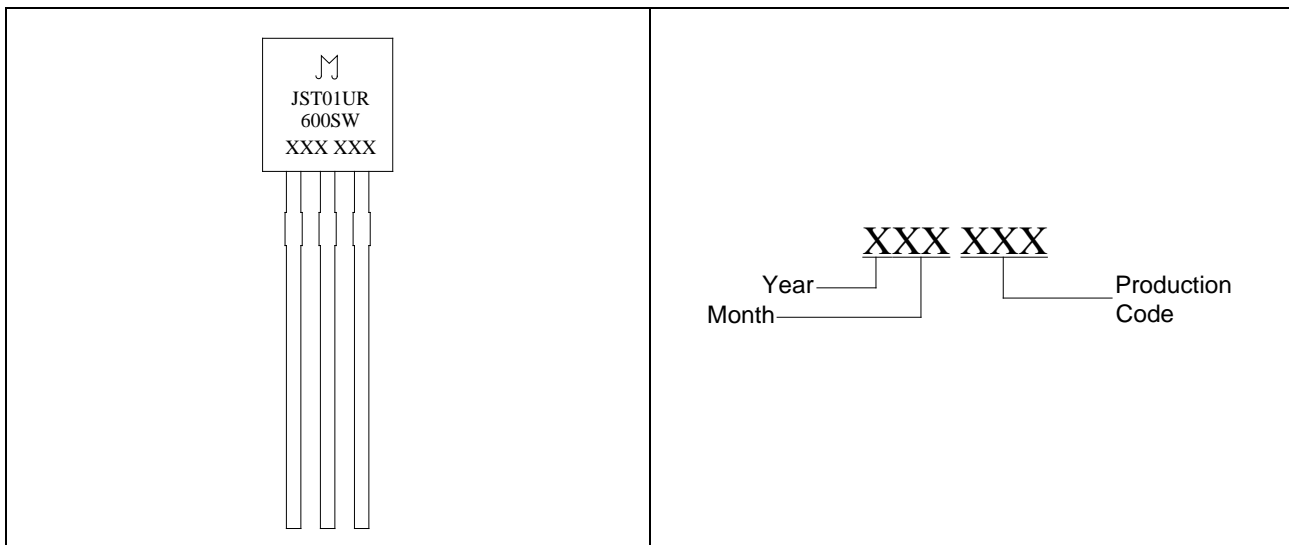 JST01UR
600SW
XXX XXX
XXX XXX
Year
Month
Production
Code